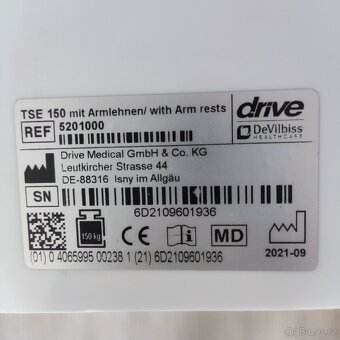 TSE 150 mit Armlehnen/ with Arm rests
REF 5201000
drive
DeVilbiss
HEALTHCARE
Drive Medical GmbH & Co. KG
Leutkircher Strasse 44
DE-88316 Isny im Allgäu
SN
6D2109601936
150 kg
CE
MD
2021-09
(01) 0 4065995 00238 1 (21) 6D2109601936